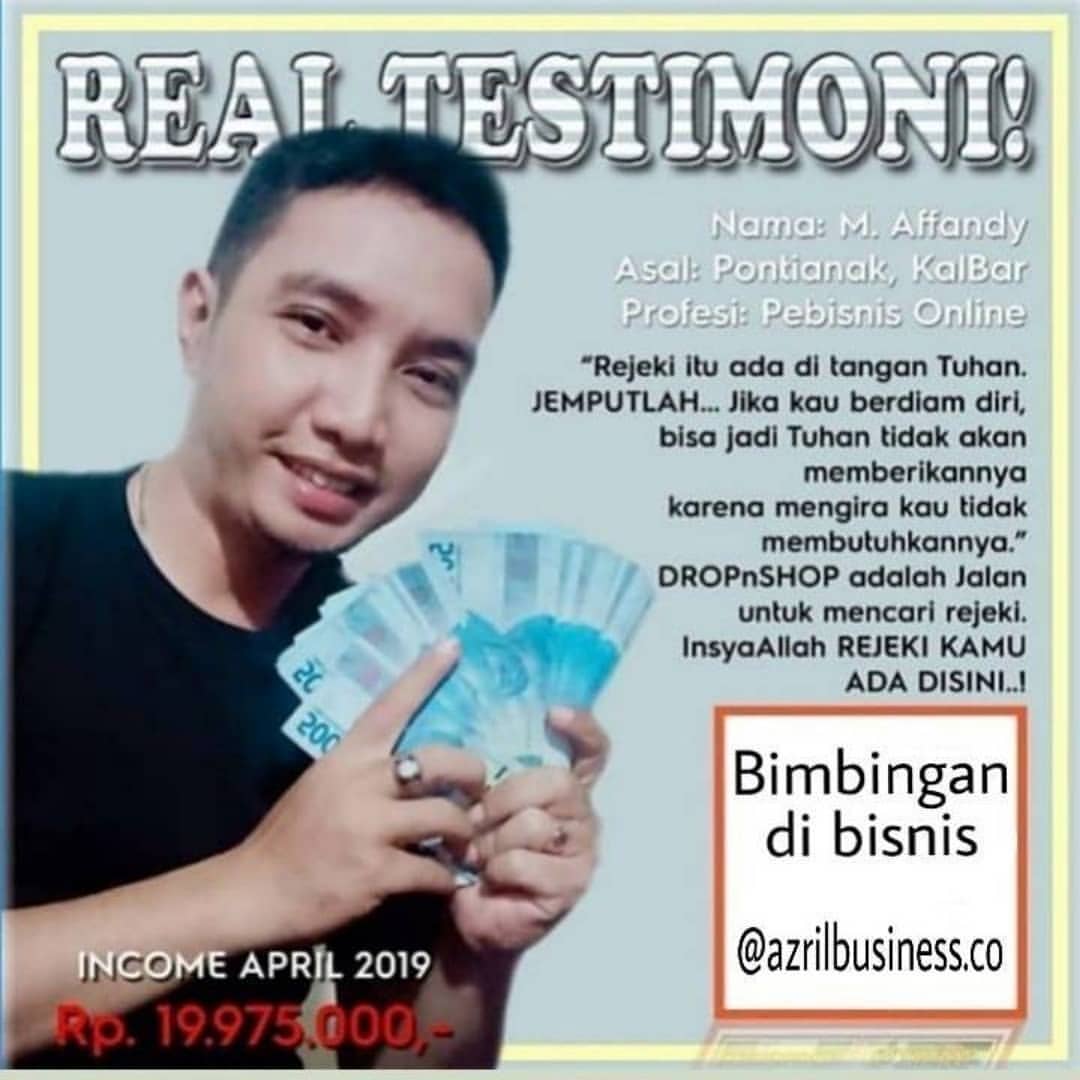 REAL TESTIMONI!
Nama: M. Affandy
Asal: Pontianak, KalBar
Profesi: Pebisnis Online
"Rejeki itu ada di tangan Tuhan.
JEMPUTLAH... Jika kau berdiam diri,
bisa jadi Tuhan tidak akan
memberikannya
karena mengira kau tidak
membutuhkannya."
DROPnSHOP adalah Jalan
untuk mencari rejeki.
InsyaAllah REJEKI KAMU
ADA DISINI..!
Bimbingan
di bisnis
@azrilbusiness.co
INCOME APRIL 2019
Rp. 19.975.000,-